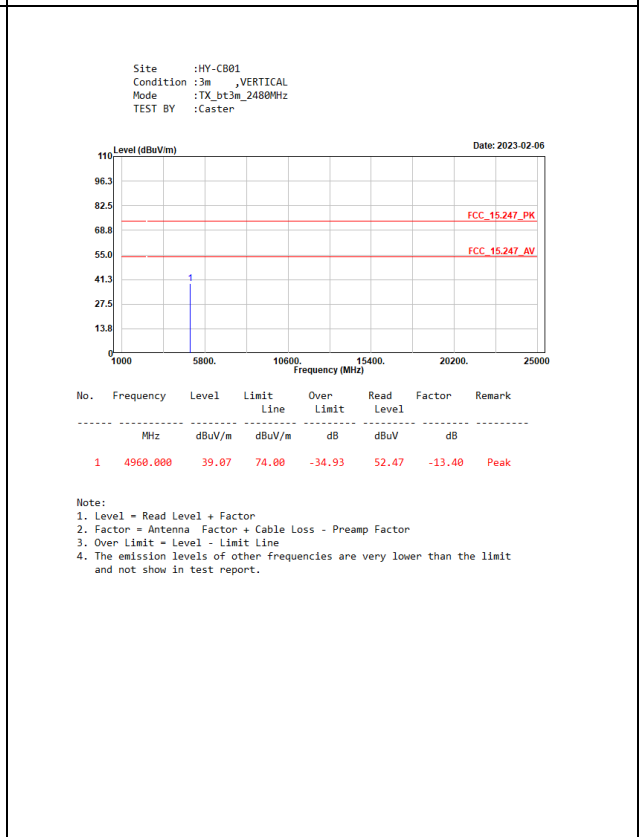 Site :HY-CB01
Condition :3m ,VERTICAL
Mode :TX_bt3m_2480MHz
TEST BY :Caster
Level (dBuV/m) Date: 2023-02-06
110
96.3
82.5
FCC_15.247_PK
68.8
FCC_15.247_AV
55.0
41.3
1
27.5
13.8
0
1000 5800. 10600. 15400. 20200. 25000
Frequency (MHz)
No. Frequency Level Limit Over Read Factor Remark
Line Limit Level
------ ----------- -------- --------- --------- -------- -------- ---------
MHz dBuV/m dBuV/m dB dBuV dB
1 4960.000 39.07 74.00 -34.93 52.47 -13.40 Peak
Note:
1. Level = Read Level + Factor
2. Factor = Antenna Factor + Cable Loss - Preamp Factor
3. Over Limit = Level - Limit Line
4. The emission levels of other frequencies are very lower than the limit
and not show in test report.